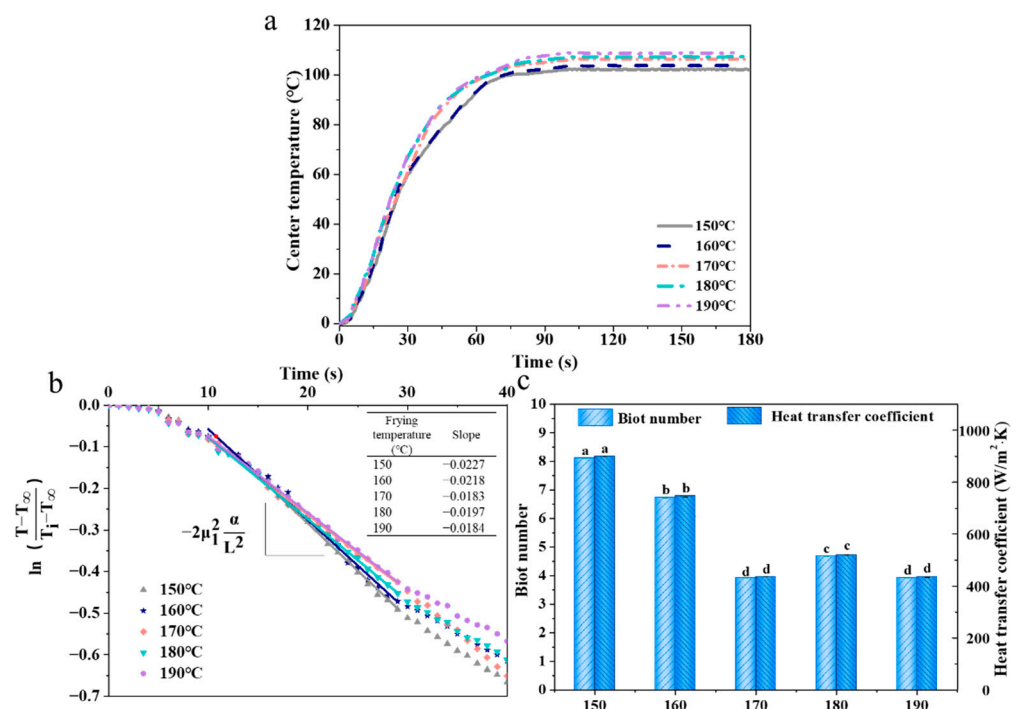 a
120
100
80
60
40
20
0
Center temperature (℃)
150℃
160℃
170℃
180℃
190℃
0 30 60 90 120 150 180
Time (s)
b
Time (s)
0 10 20 30 40
0.0
−0.1
−0.2
−0.3
−0.4
−0.5
−0.6
−0.7
ln ( T−T∞ / Ti−T∞ )
Frying temperature (℃) Slope
150 −0.0227
160 −0.0218
170 −0.0183
180 −0.0197
190 −0.0184
−2μ₁² α/L²
150℃
160℃
170℃
180℃
190℃
c
Biot number Heat transfer coefficient
10
9
8
7
6
5
4
3
2
1
0
Biot number
a a
b b
d d
c c
d d
1000
800
600
400
200
0
Heat transfer coefficient (W/m²·K)
150 160 170 180 190